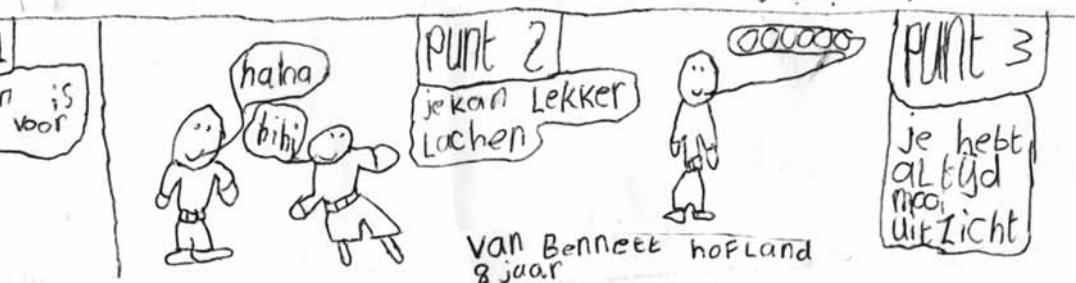 is
voor
haha
hihi
punt 2
je kan Lekker
Lachen
oooooo
punt 3
je hebt
altijd
mooi
uitzicht
van Bennett hofland
8 jaar